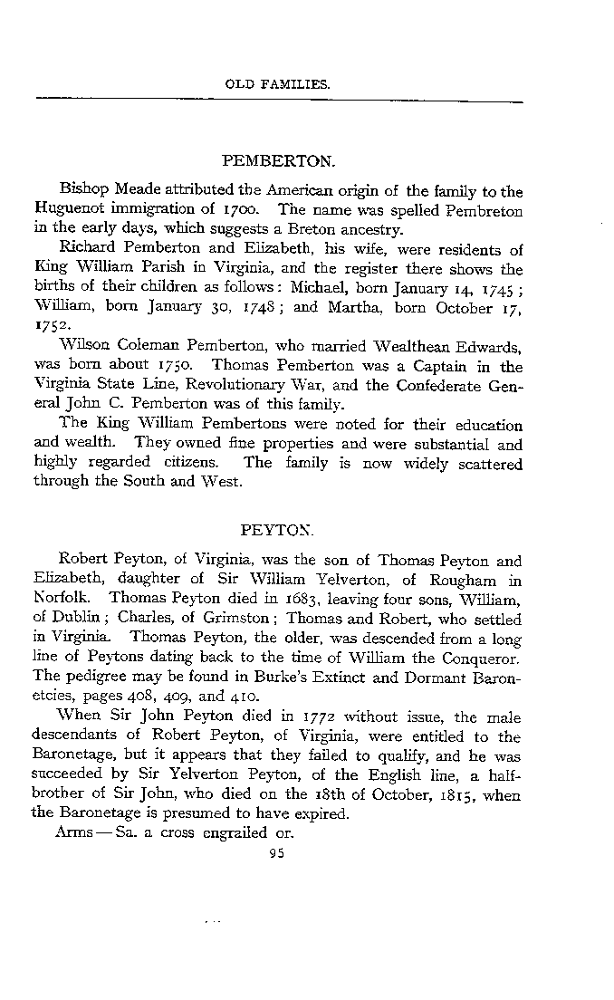 OLD FAMILIES.
PEMBERTON.
Bishop Meade attributed the American origin of the family to the
Huguenot immigration of 1700. The name was spelled Pembreton
in the early days, which suggests a Breton ancestry.
Richard Pemberton and Elizabeth, his wife, were residents of
King William Parish in Virginia, and the register there shows the
births of their children as follows: Michael, born January 14, 1745;
William, born January 30, 1748; and Martha, born October 17,
1752.
Wilson Coleman Pemberton, who married Wealthean Edwards,
was born about 1750. Thomas Pemberton was a Captain in the
Virginia State Line, Revolutionary War, and the Confederate Gen-
eral John C. Pemberton was of this family.
The King William Pembertons were noted for their education
and wealth. They owned fine properties and were substantial and
highly regarded citizens. The family is now widely scattered
through the South and West.
PEYTON.
Robert Peyton, of Virginia, was the son of Thomas Peyton and
Elizabeth, daughter of Sir William Yelverton, of Rougham in
Norfolk. Thomas Peyton died in 1683, leaving four sons, William,
of Dublin; Charles, of Grimston; Thomas and Robert, who settled
in Virginia. Thomas Peyton, the older, was descended from a long
line of Peytons dating back to the time of William the Conqueror.
The pedigree may be found in Burke's Extinct and Dormant Baron-
etcies, pages 408, 409, and 410.
When Sir John Peyton died in 1772 without issue, the male
descendants of Robert Peyton, of Virginia, were entitled to the
Baronetage, but it appears that they failed to qualify, and he was
succeeded by Sir Yelverton Peyton, of the English line, a half-
brother of Sir John, who died on the 18th of October, 1815, when
the Baronetage is presumed to have expired.
Arms—Sa. a cross engrailed or.
95